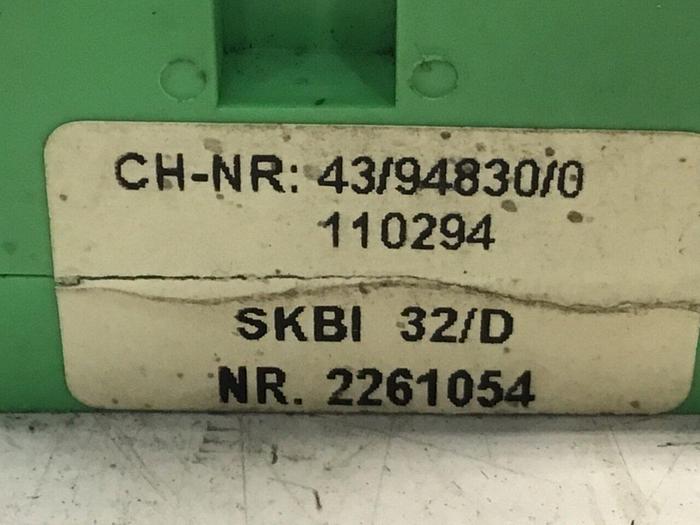 CH-NR: 43/94830/0
110294
SKBI 32/D
NR. 2261054